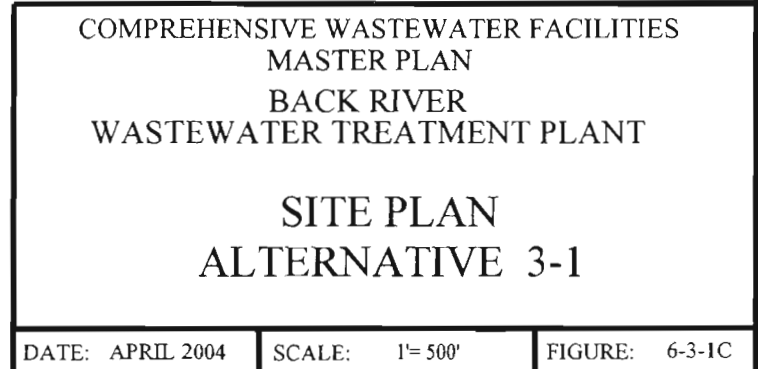 COMPREHENSIVE WASTEWATER FACILITIES
MASTER PLAN
BACK RIVER
WASTEWATER TREATMENT PLANT
SITE PLAN
ALTERNATIVE 3-1
DATE: APRIL 2004 SCALE: 1'= 500' FIGURE: 6-3-1C